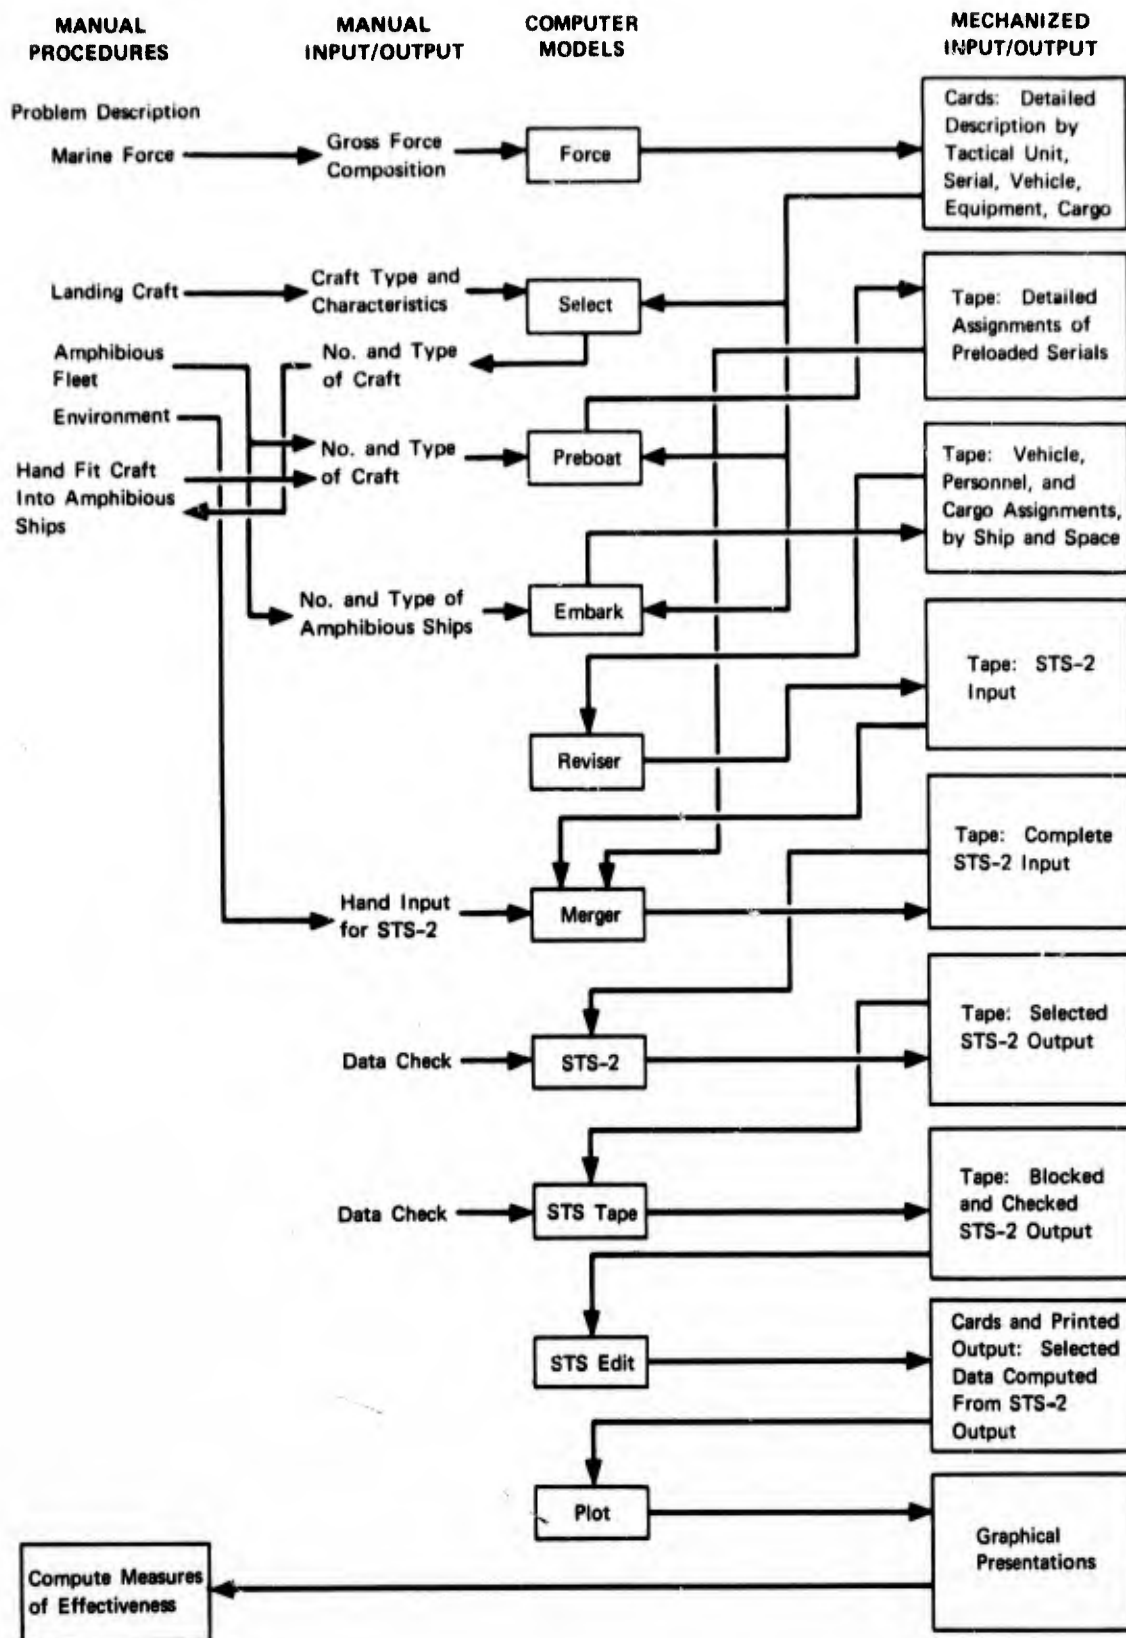 MANUAL
PROCEDURES
MANUAL
INPUT/OUTPUT
COMPUTER
MODELS
MECHANIZED
INPUT/OUTPUT
Problem Description
Marine Force
Gross Force
Composition
Force
Cards: Detailed
Description by
Tactical Unit,
Serial, Vehicle,
Equipment, Cargo
Landing Craft
Craft Type and
Characteristics
Select
Tape: Detailed
Assignments of
Preloaded Serials
Amphibious
Fleet
No. and Type
of Craft
Environment
Hand Fit Craft
Into Amphibious
Ships
No. and Type
of Craft
Preboat
Tape: Vehicle,
Personnel, and
Cargo Assignments,
by Ship and Space
No. and Type of
Amphibious Ships
Embark
Tape: STS-2
Input
Reviser
Tape: Complete
STS-2 Input
Hand Input
for STS-2
Merger
Tape: Selected
STS-2 Output
Data Check
STS-2
Tape: Blocked
and Checked
STS-2 Output
Data Check
STS Tape
Cards and Printed
Output: Selected
Data Computed
From STS-2
Output
STS Edit
Plot
Graphical
Presentations
Compute Measures
of Effectiveness